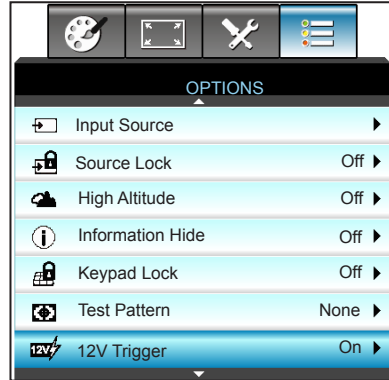 OPTIONS
Input Source
Source Lock Off
High Altitude Off
Information Hide Off
Keypad Lock Off
Test Pattern None
12V 12V Trigger On